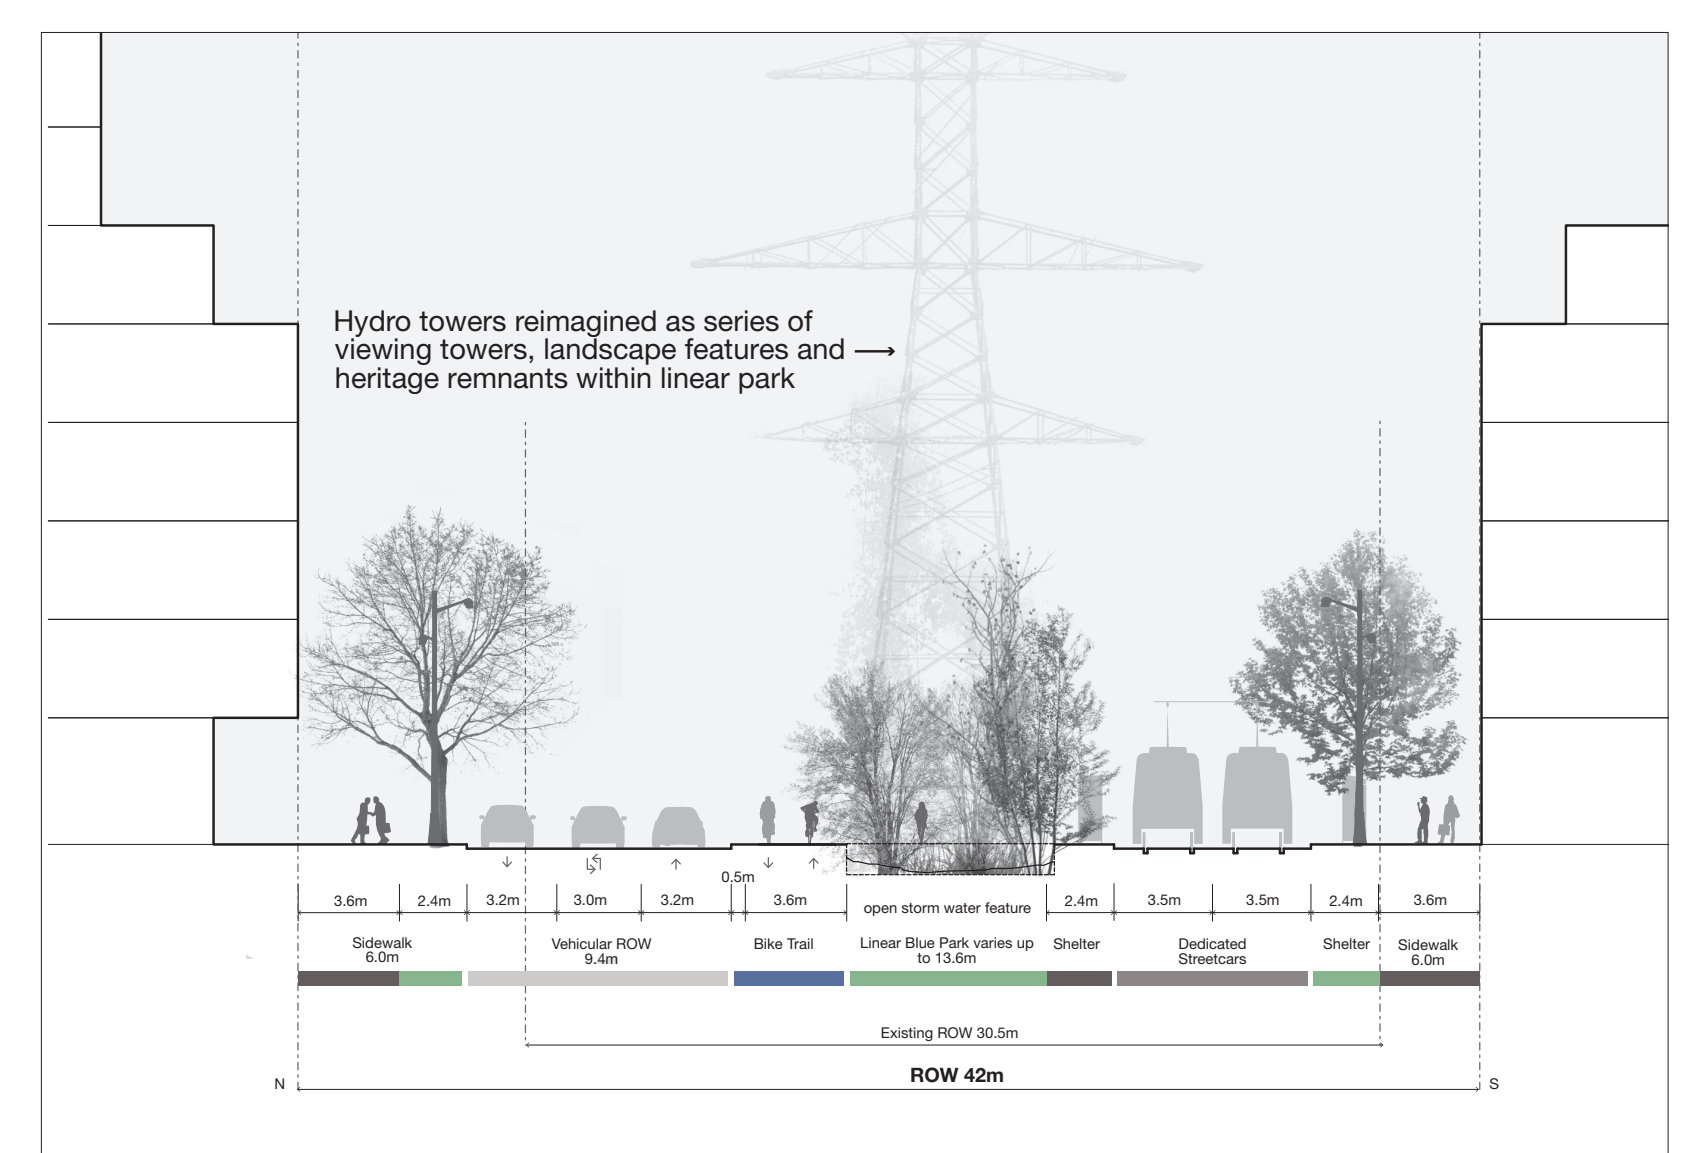 Hydro towers reimagined as series of
viewing towers, landscape features and
heritage remnants within linear park
0.5m
3.6m 2.4m 3.2m 3.0m 3.2m 3.6m open storm water feature 2.4m 3.5m 3.5m 2.4m 3.6m
Sidewalk
6.0m
Vehicular ROW
9.4m
Bike Trail
Linear Blue Park varies up
to 13.6m
Shelter
Dedicated
Streetcars
Shelter
Sidewalk
6.0m
Existing ROW 30.5m
ROW 42m
N
S